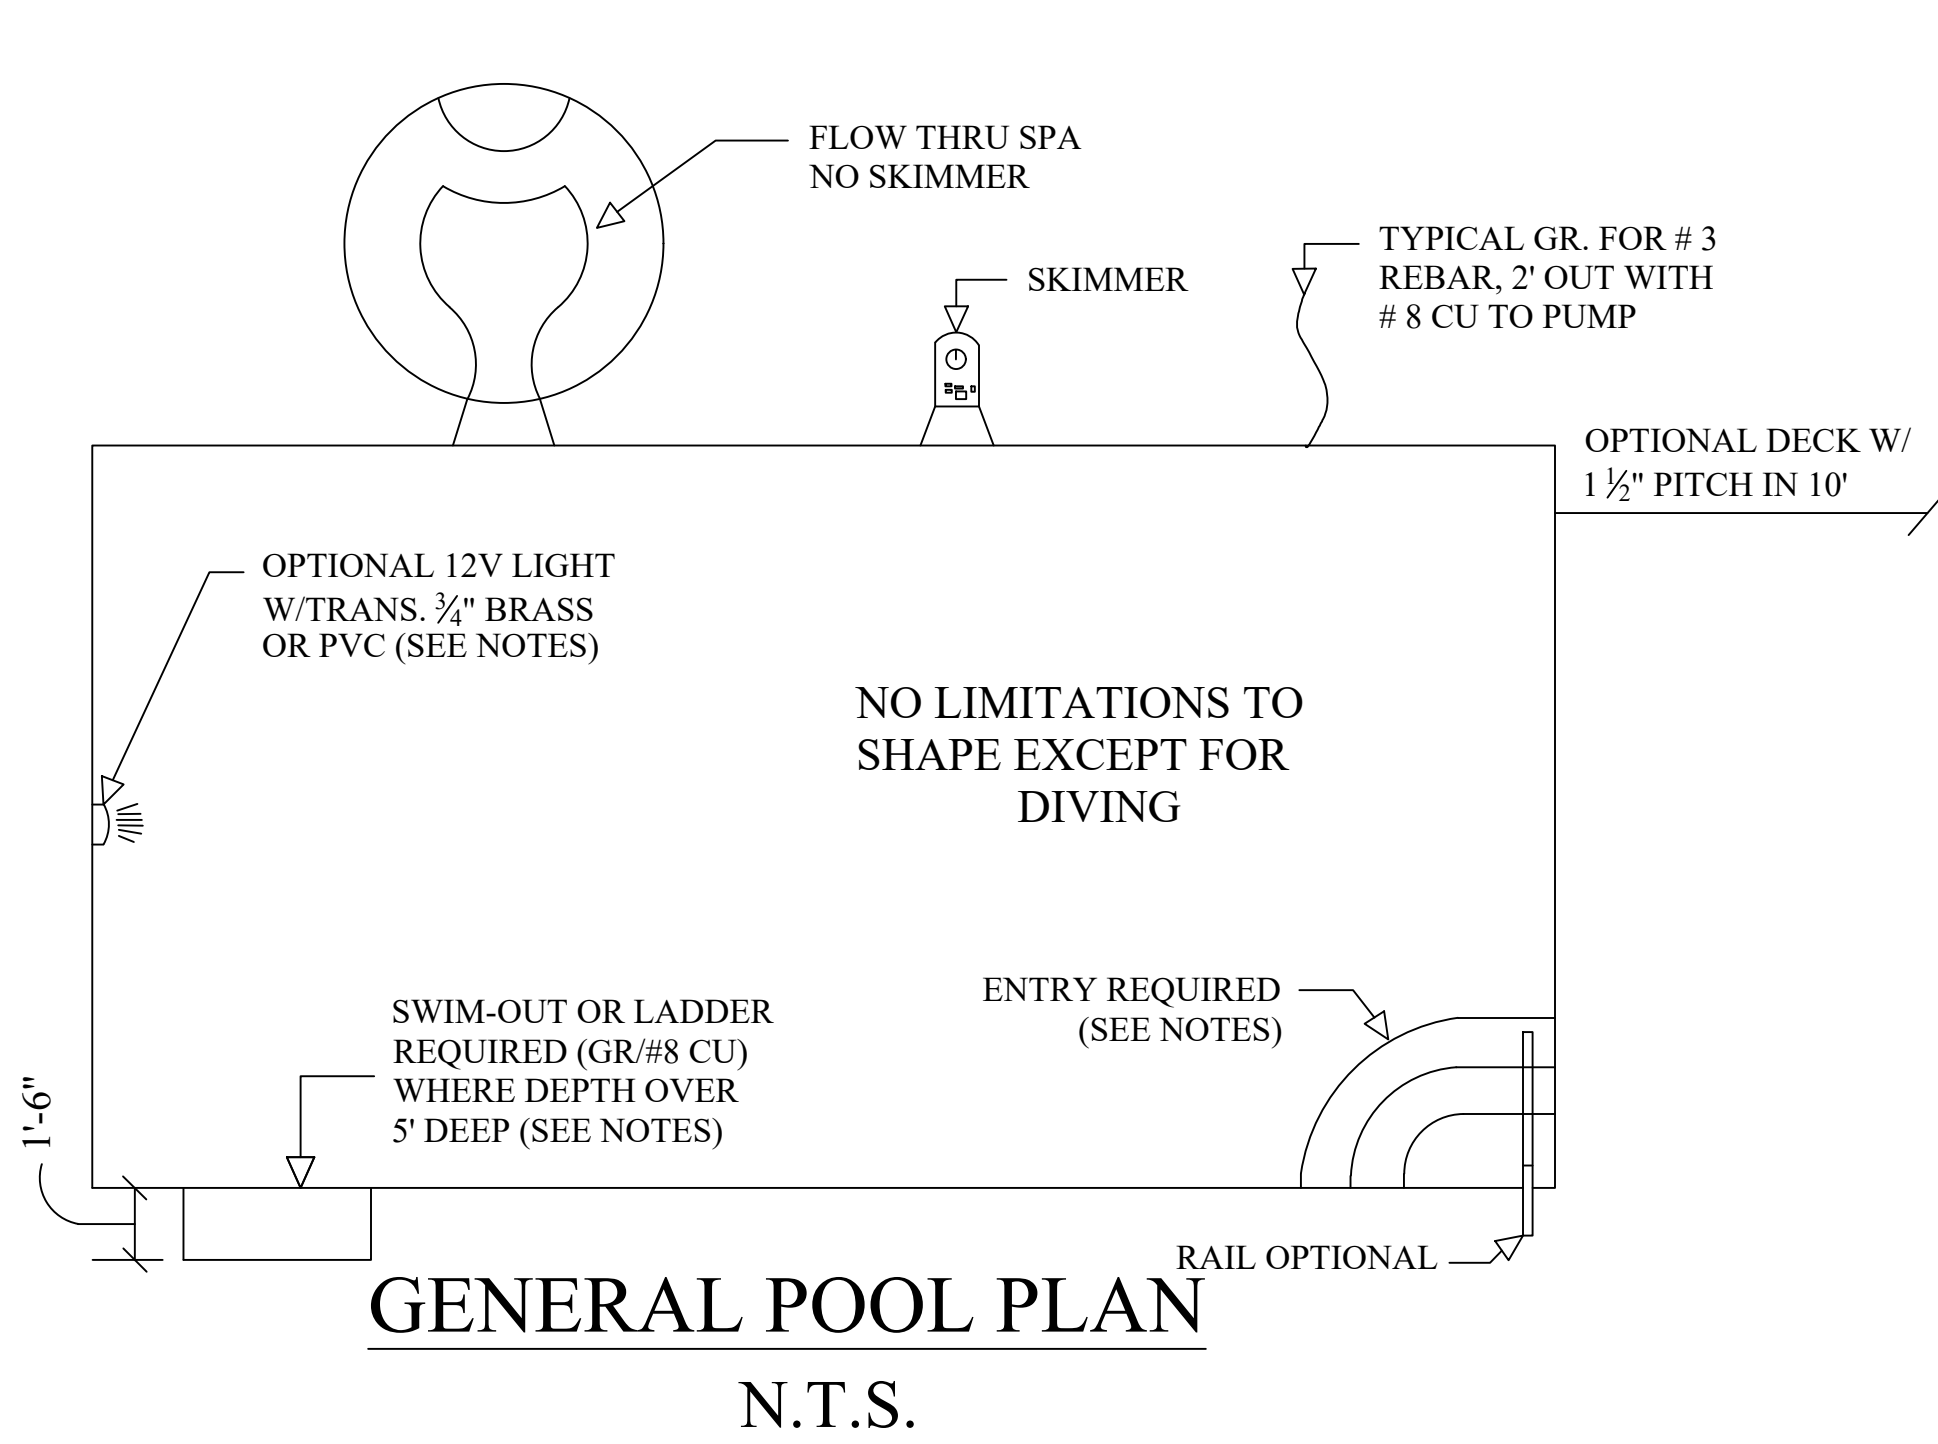 FLOW THRU SPA
NO SKIMMER
SKIMMER
TYPICAL GR. FOR # 3
REBAR, 2' OUT WITH
# 8 CU TO PUMP
OPTIONAL DECK W/
1 ½" PITCH IN 10'
OPTIONAL 12V LIGHT
W/TRANS. ¾" BRASS
OR PVC (SEE NOTES)
NO LIMITATIONS TO
SHAPE EXCEPT FOR
DIVING
ENTRY REQUIRED
(SEE NOTES)
SWIM-OUT OR LADDER
REQUIRED (GR/#8 CU)
WHERE DEPTH OVER
5' DEEP (SEE NOTES)
1'-6"
RAIL OPTIONAL
GENERAL POOL PLAN
N.T.S.